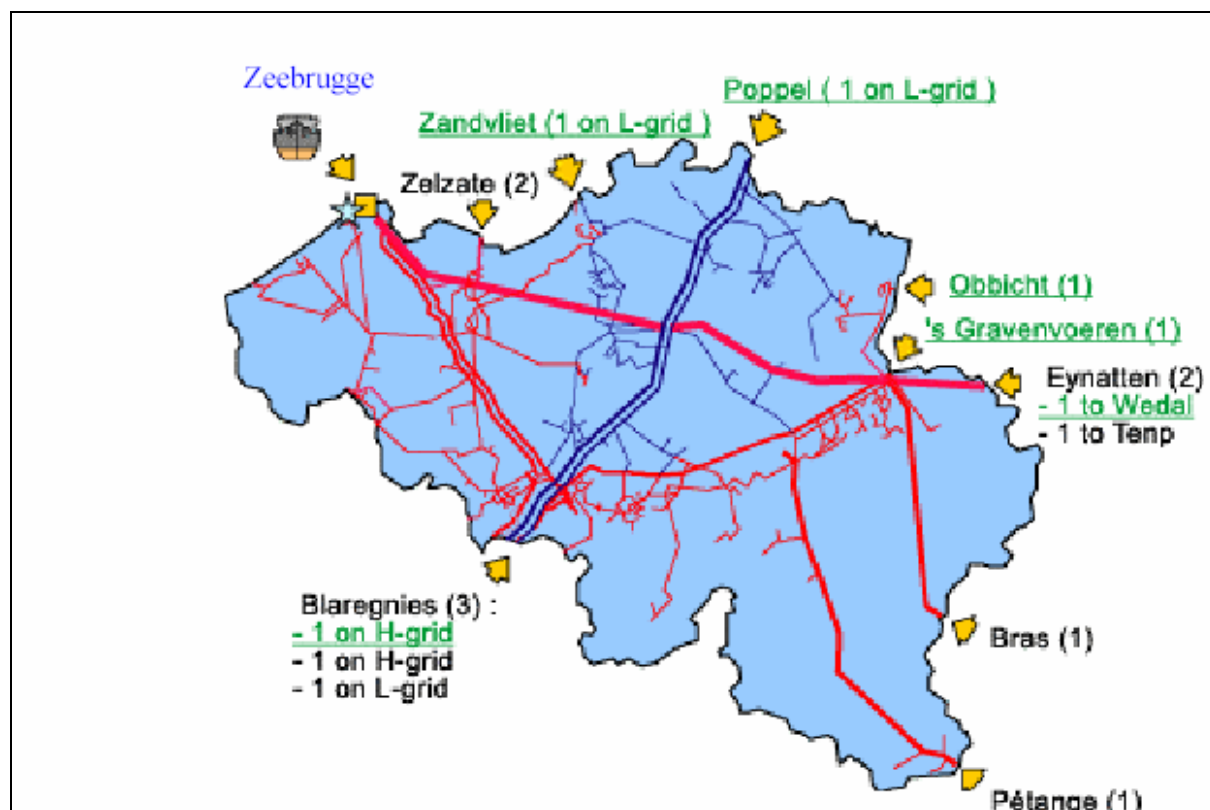 Zeebrugge
Poppel ( 1 on L-grid )
Zandvliet (1 on L-grid )
Zelzate (2)
Obbicht (1)
's Gravenvoeren (1)
Eynatten (2)
- 1 to Wedal
- 1 to Tenp
Blaregnies (3) :
- 1 on H-grid
- 1 on H-grid
- 1 on L-grid
Bras (1)
Pétange (1)